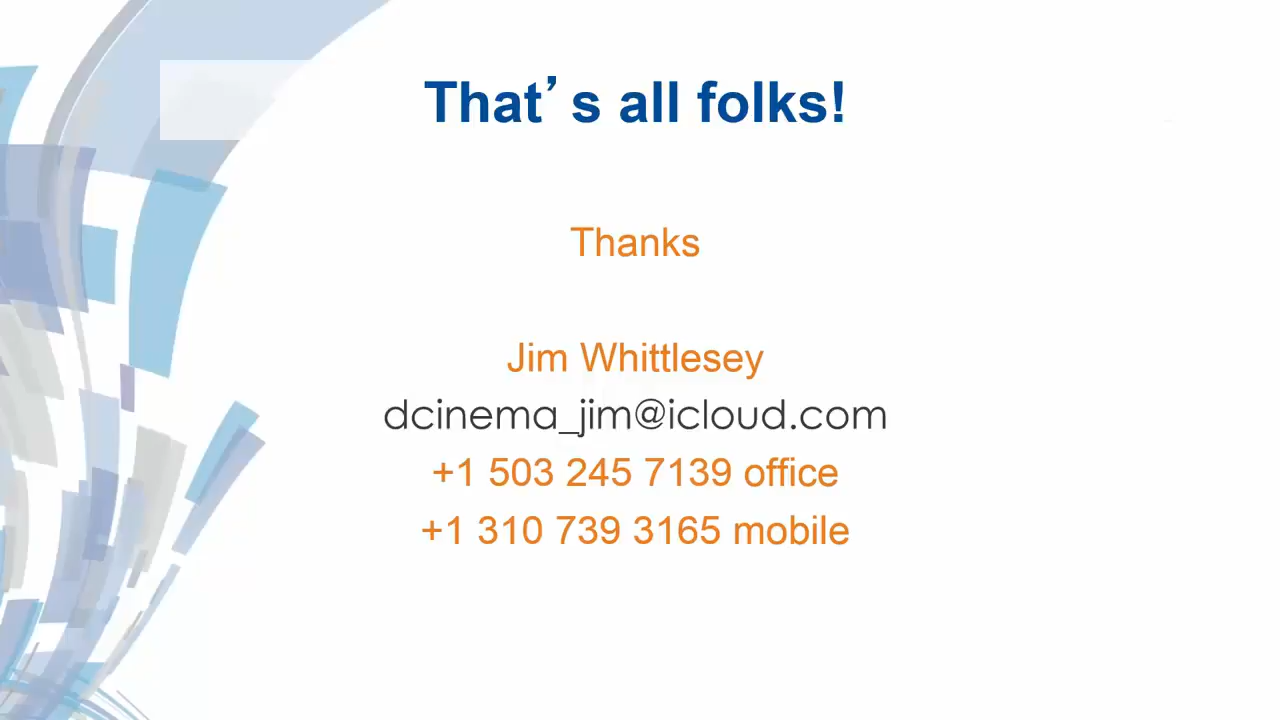 That’s all folks!
Thanks
Jim Whittlesey
dcinema_jim@icloud.com
+1 503 245 7139 office
+1 310 739 3165 mobile